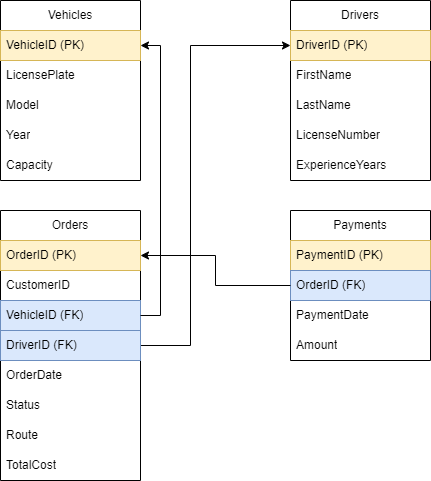 Vehicles
VehicleID (PK)
LicensePlate
Model
Year
Capacity
Drivers
DriverID (PK)
FirstName
LastName
LicenseNumber
ExperienceYears
Orders
OrderID (PK)
CustomerID
VehicleID (FK)
DriverID (FK)
OrderDate
Status
Route
TotalCost
Payments
PaymentID (PK)
OrderID (FK)
PaymentDate
Amount